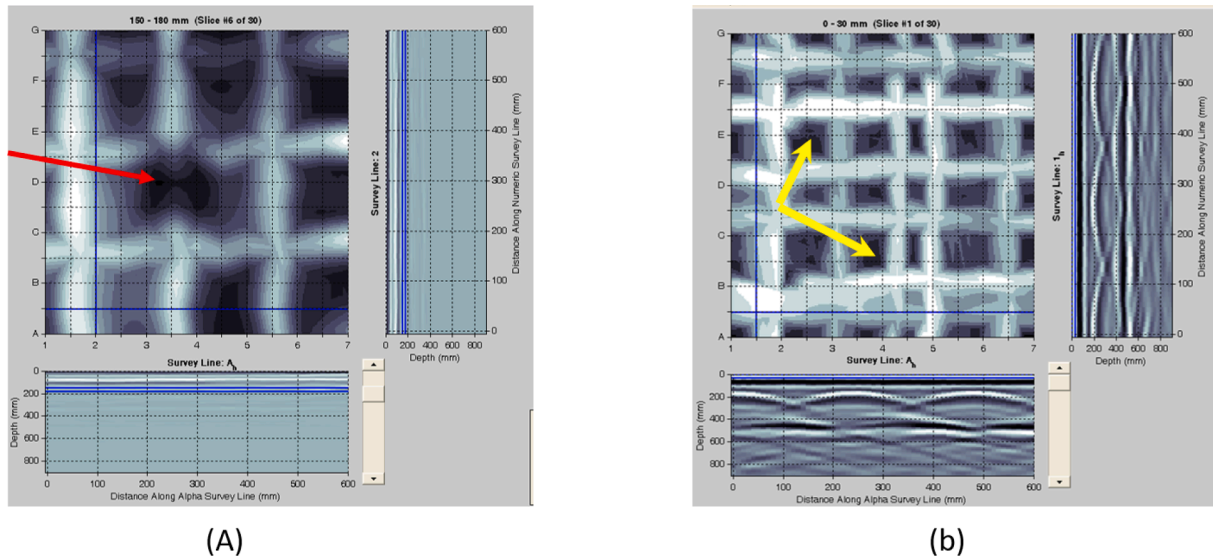 150 - 180 mm (Slice #6 of 30)
G
F
E
D
C
B
A
1 2 3 4 5 6 7
Survey Line: 2
600
500
400
300
200
100
0
Distance Along Numeric Survey Line (mm)
0 200 400 600 800
Depth (mm)
Survey Line: A_h
0
200
400
600
800
Depth (mm)
0 100 200 300 400 500 600
Distance Along Alpha Survey Line (mm)
(A)
0 - 30 mm (Slice #1 of 30)
G
F
E
D
C
B
A
1 2 3 4 5 6 7
Survey Line: 1_h
600
500
400
300
200
100
0
Distance Along Numeric Survey Line (mm)
0 200 400 600 800
Depth (mm)
Survey Line: A_h
0
200
400
600
800
Depth (mm)
0 100 200 300 400 500 600
Distance Along Alpha Survey Line (mm)
(b)